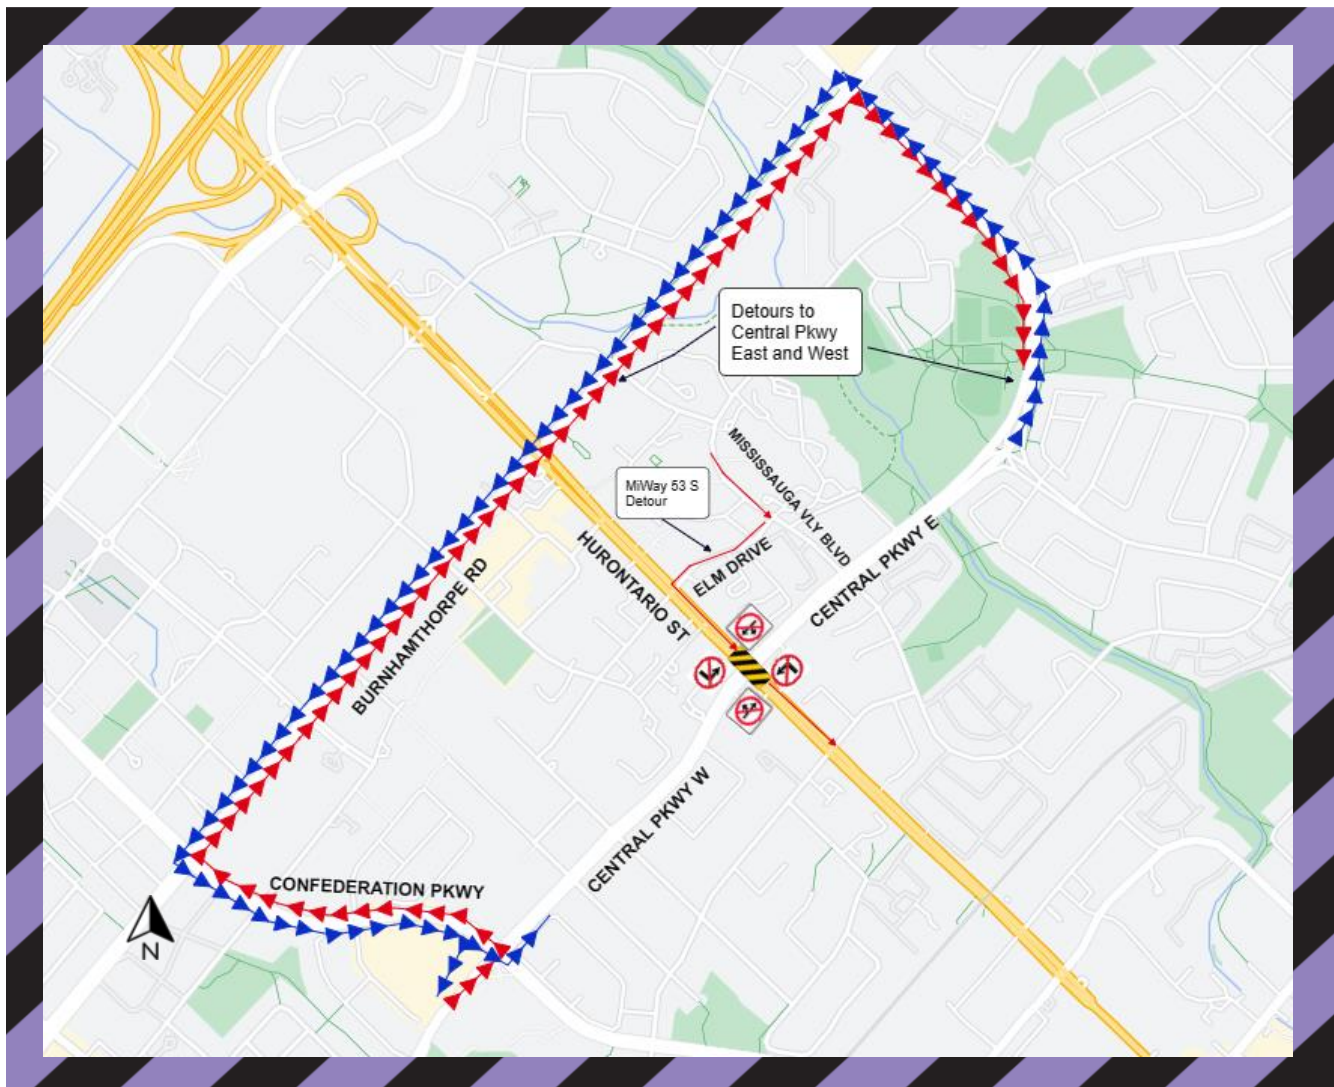 Detours to
Central Pkwy
East and West
MISSISSAUGA VLY BLVD
MiWay 53 S
Detour
HURONTARIO ST
ELM DRIVE
CENTRAL PKWY E
BURNHAMTHORPE RD
CENTRAL PKWY W
CONFEDERATION PKWY
N